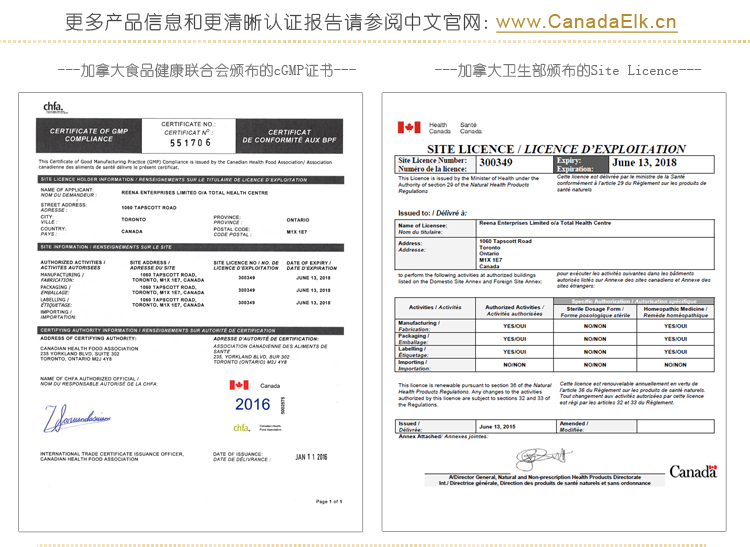 更多产品信息和更清晰认证报告请参阅中文官网: www.CanadaElk.cn
---加拿大食品健康联合会颁布的cGMP证书---
---加拿大卫生部颁布的Site Licence---
chfa.
CERTIFICATE OF GMP COMPLIANCE
CERTIFICATE NO.:
CERTIFICAT Nº :
551706
CERTIFICAT DE CONFORMITÉ AUX BPF
This Certificate of Good Manufacturing Practice (GMP) Compliance is issued by the Canadian Health Food Association/ Association
canadienne des aliments de santé délivre le présent certificat.
SITE LICENCE HOLDER INFORMATION / RENSEIGNEMENTS SUR LE TITULAIRE DE LICENCE D'EXPLOITATION
NAME OF APPLICANT:
NOM DU DEMANDEUR :
REENA ENTERPRISES LIMITED O/A TOTAL HEALTH CENTRE
STREET ADDRESS:
ADRESSE :
1060 TAPSCOTT ROAD
CITY:
VILLE :
TORONTO
PROVINCE:
PROVINCE :
ONTARIO
COUNTRY:
PAYS :
CANADA
POSTAL CODE:
CODE POSTAL :
M1X 1E7
SITE INFORMATION / RENSEIGNEMENTS SUR LE SITE
AUTHORIZED ACTIVITIES /
ACTIVITES AUTORISEES
SITE ADDRESS /
ADRESSE DU SITE
SITE LICENCE NO / NO. DE
LICENCE D'EXPLOITATION
DATE OF EXPIRY /
DATE D'EXPIRATION
MANUFACTURING /
FABRICATION:
1060 TAPSCOTT ROAD,
TORONTO, M1X 1E7, CANADA
300349
JUNE 13, 2018
PACKAGING /
EMBALLAGE:
1060 TAPSCOTT ROAD,
TORONTO, M1X 1E7, CANADA
300349
JUNE 13, 2018
LABELLING /
ÉTIQUETAGE:
1060 TAPSCOTT ROAD,
TORONTO, M1X 1E7, CANADA
300349
JUNE 13, 2018
IMPORTING /
IMPORTATION:
CERTIFYING AUTHORITY INFORMATION / RENSEIGNEMENTS SUR AUTORITÉ DE CERTIFICATION
ADDRESS OF CERTIFYING AUTHORITY:
CANADIAN HEALTH FOOD ASSOCIATION
235 YORKLAND BLVD, SUITE 302
TORONTO, ONTARIO M2J 4Y8
ADRESSE D'AUTORITÉ DE CERTIFICATION:
ASSOCIATION CANADIENNE DES ALIMENTS DE
SANTE
235, YORKLAND BLVD, SUR 302
TORONTO (ONTARIO) M2J 4Y8
NAME OF CHFA AUTHORIZED OFFICIAL /
NOM DU RESPONSABLE AUTORISÉ DE LA CHFA:
Canada
2016
chfa.
Canadian Health
Food Association
INTERNATIONAL TRADE CERTIFICATE ISSUANCE OFFICER,
CANADIAN HEALTH FOOD ASSOCIATION
DATE OF ISSUANCE:
DATE DE DÉLIVRANCE :
JAN 11 2016
Page 1 of 1
Health
Canada
Santé
Canada
SITE LICENCE / LICENCE D'EXPLOITATION
Site Licence Number:
Numéro de la licence:
300349
Expiry:
Expiration:
June 13, 2018
This Licence is issued by the Minister of Health under the
Authority of section 29 of the Natural Health Products
Regulations
Cette licence est délivrée par le ministre de la Santé
conformément à l'article 29 du Règlement sur les produits de
santé naturels
Issued to: / Délivré à:
Name of Licensee:
Nom du titulaire:
Reena Enterprises Limited o/a Total Health Centre
Address:
Addresse:
1060 Tapscott Road
Toronto
Ontario
M1X 1E7
Canada
to perform the following activities at authorized buildings
listed on the Domestic Site Annex and Foreign Site Annex:
pour exécuter les activités suivantes dans les bâtiments
autorisés listés sur Annexe des sites canadiens et Annexe des
sites étrangers:
Specific Authorization / Autorisation spécifique
Activities / Activités
Authorized Activities /
Activités autorisées
Sterile Dosage Form /
Forme posologique stérile
Homeopathic Medicine /
Remède homéopathique
Manufacturing /
Fabrication:
YES/OUI
NO/NON
YES/OUI
Packaging /
Emballage:
YES/OUI
NO/NON
YES/OUI
Labelling /
Étiquetage:
YES/OUI
NO/NON
YES/OUI
Importing /
Importation:
NO/NON
NO/NON
NO/NON
This licence is renewable pursuant to section 36 of the Natural
Health Products Regulations. Any changes to the activities
authorized by this licence are subject to sections 32 and 33 of
the Regulations.
Cette licence est renouvelable annuellement en vertu de
l'article 36 du Règlement sur les produits de santé naturels.
Tout changement aux activités autorisées par cette licence
est régi par les articles 32 et 33 du Règlement.
Issued /
Délivrée:
June 13, 2015
Amended /
Modifiée:
Annex Attached/ Annexes jointes:
Canada
A/Director General, Natural and Non-prescription Health Products Directorate
Int./ Directrice générale, Direction des produits de santé naturels et sans ordonnance